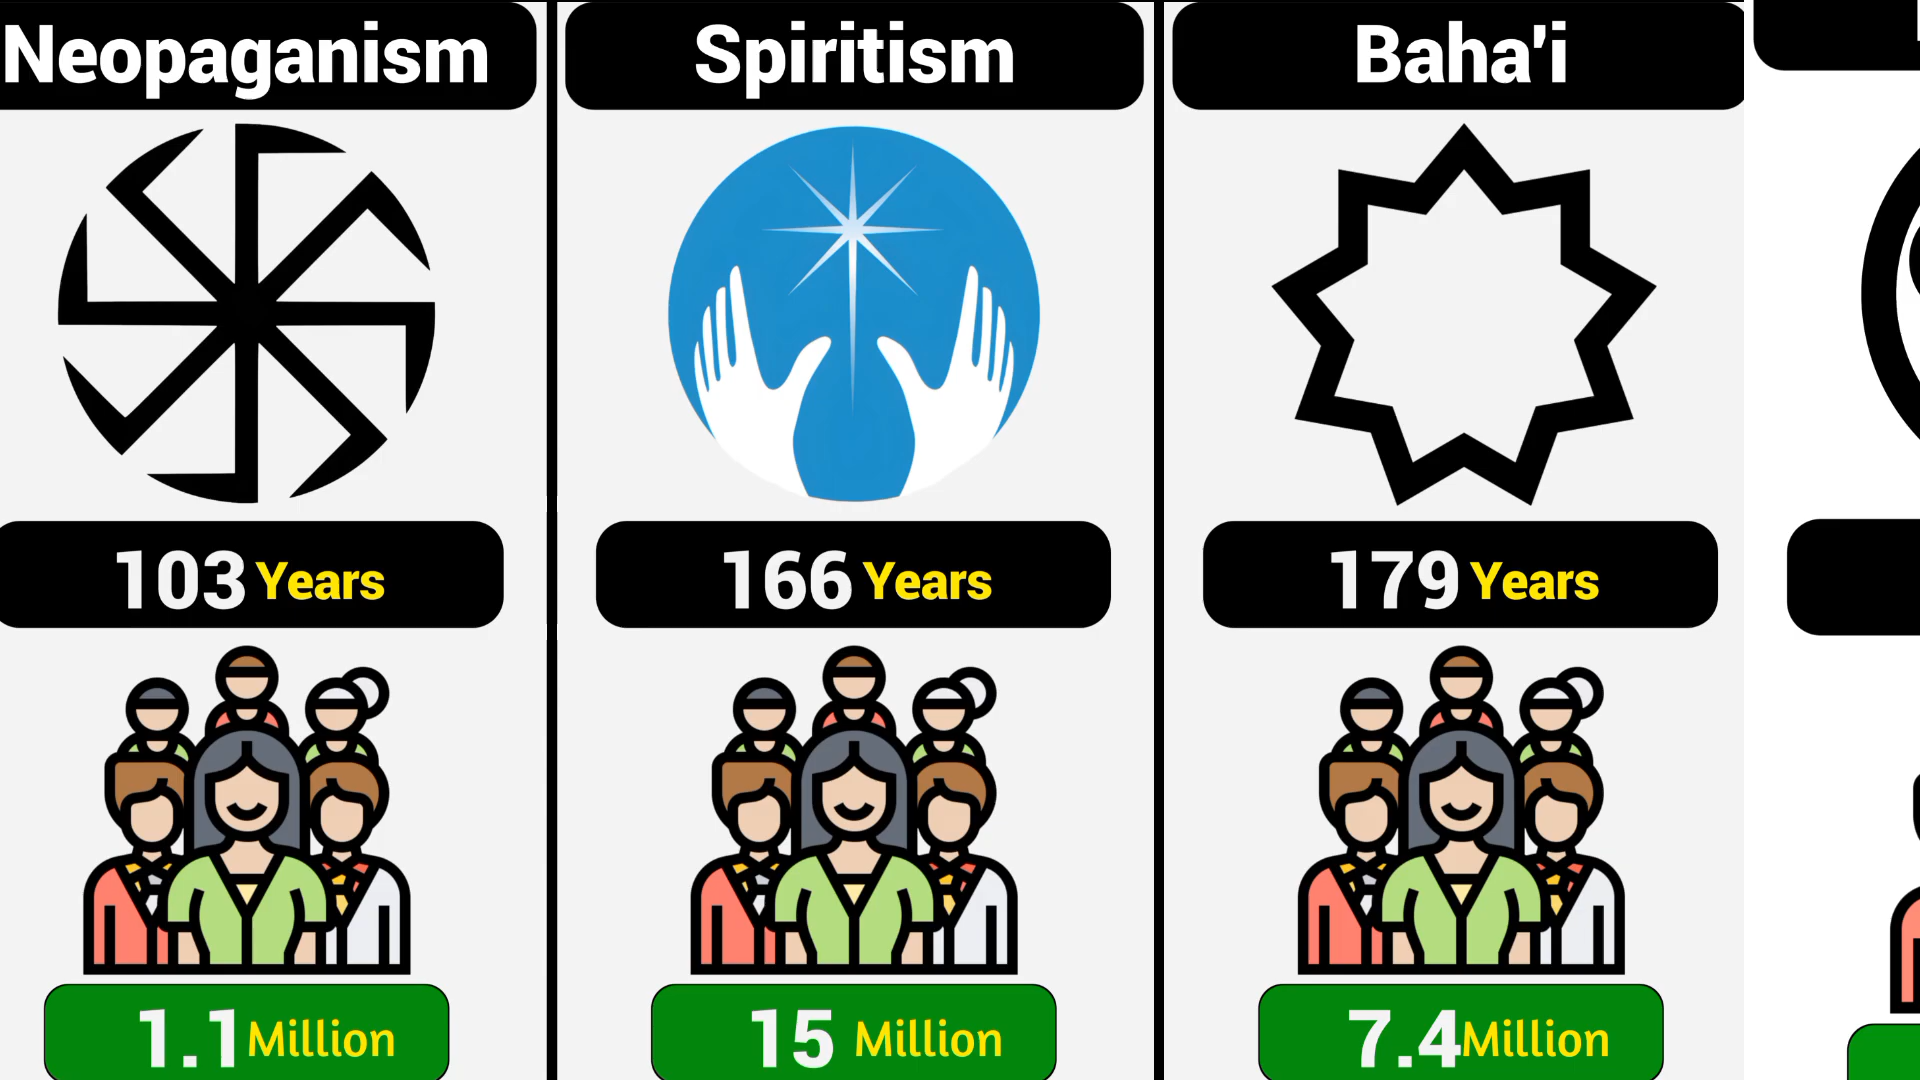 Neopaganism
Spiritism
Baha'i
103 Years
166 Years
179 Years
1.1 Million
15 Million
7.4 Million